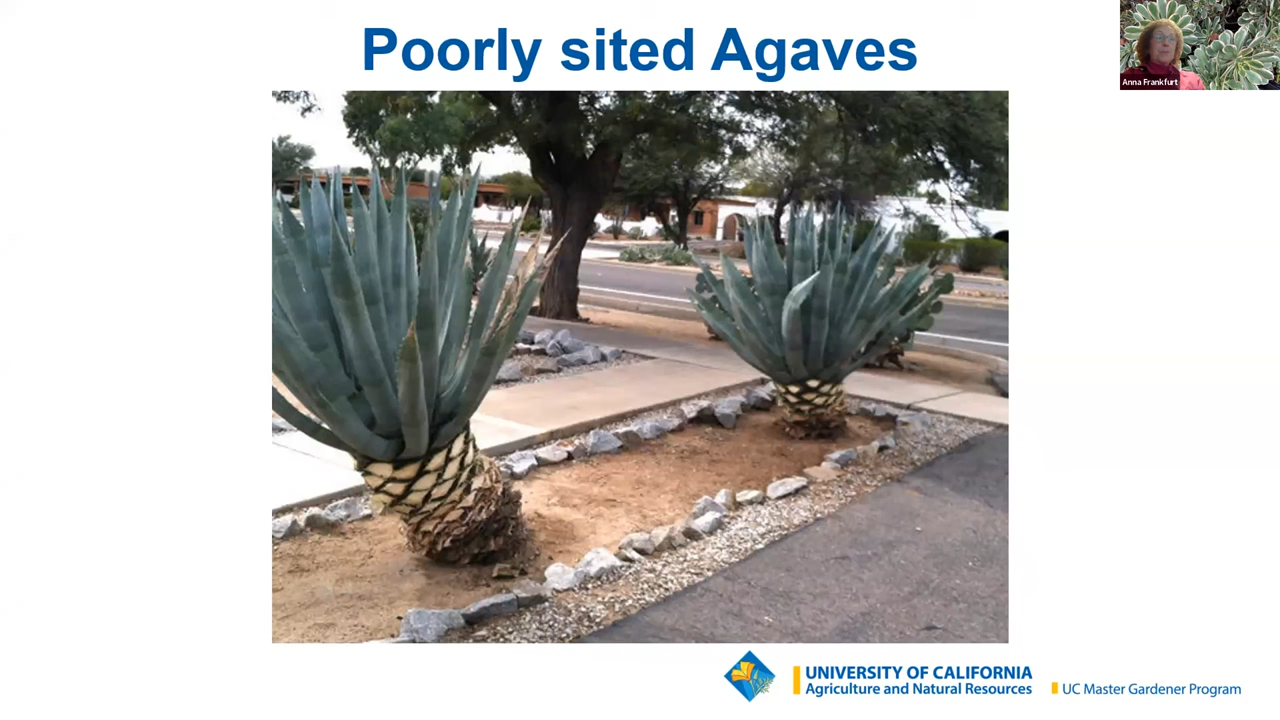 Poorly sited Agaves
Anna Frankfurt
UNIVERSITY OF CALIFORNIA
Agriculture and Natural Resources
UC Master Gardener Program